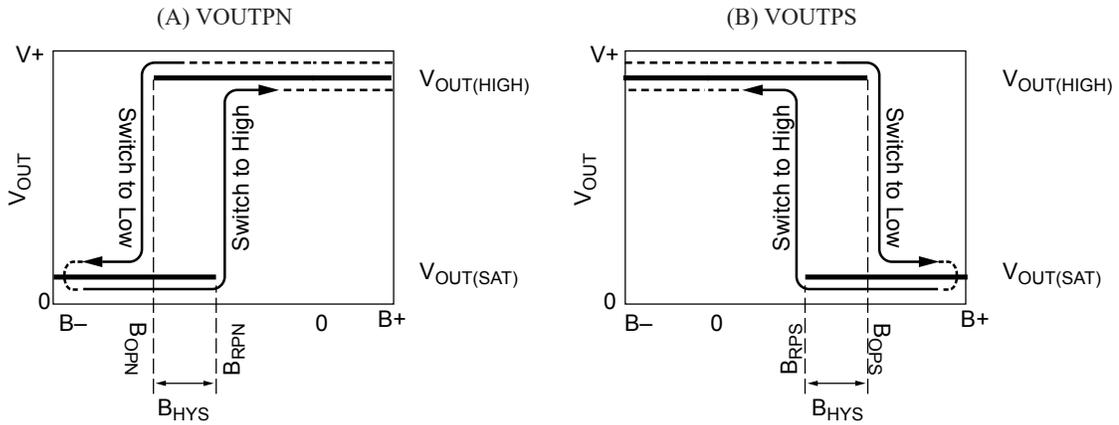 (A) VOUTPN
V+
VOUT(HIGH)
Switch to Low
Switch to High
VOUT
VOUT(SAT)
0
B–
BOPN
BRPN
0
B+
BHYS
(B) VOUTPS
V+
VOUT(HIGH)
Switch to High
Switch to Low
VOUT
VOUT(SAT)
0
B–
0
BRPS
BOPS
B+
BHYS